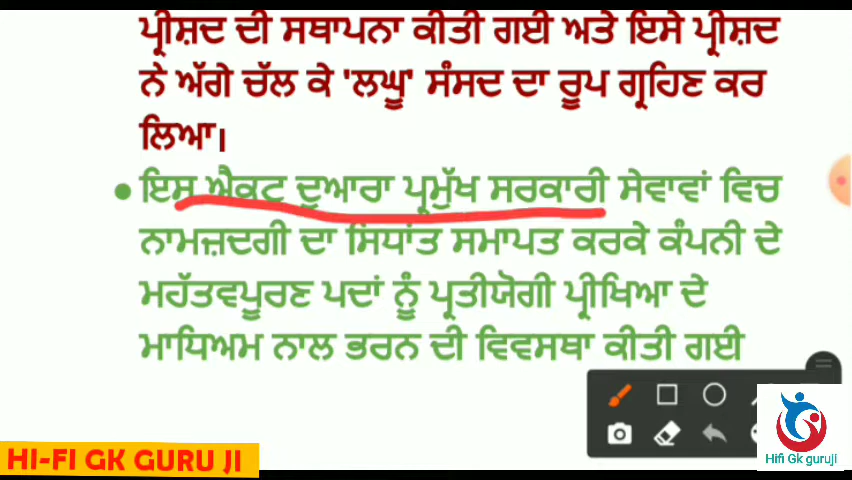 ਪ੍ਰੀਸ਼ਦ ਦੀ ਸਥਾਪਨਾ ਕੀਤੀ ਗਈ ਅਤੇ ਇਸੇ ਪ੍ਰੀਸ਼ਦ
ਨੇ ਅੱਗੇ ਚੱਲ ਕੇ 'ਲਘੂ' ਸੰਸਦ ਦਾ ਰੂਪ ਗ੍ਰਹਿਣ ਕਰ
ਲਿਆ।
• ਇਸ ਐਕਟ ਦੁਆਰਾ ਪ੍ਰਮੁੱਖ ਸਰਕਾਰੀ ਸੇਵਾਵਾਂ ਵਿਚ
ਨਾਮਜ਼ਦਗੀ ਦਾ ਸਿਧਾਂਤ ਸਮਾਪਤ ਕਰਕੇ ਕੰਪਨੀ ਦੇ
ਮਹੱਤਵਪੂਰਣ ਪਦਾਂ ਨੂੰ ਪ੍ਰਤੀਯੋਗੀ ਪ੍ਰੀਖਿਆ ਦੇ
ਮਾਧਿਅਮ ਨਾਲ ਭਰਨ ਦੀ ਵਿਵਸਥਾ ਕੀਤੀ ਗਈ
HI-FI GK GURU JI
Hifi Gk guruji